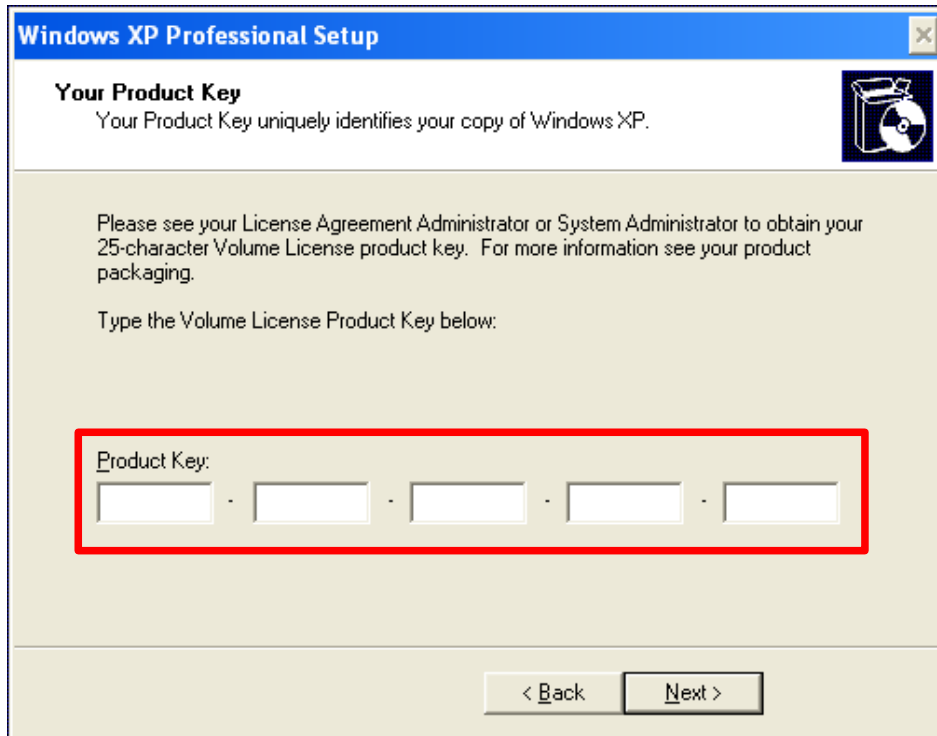 Windows XP Professional Setup
Your Product Key
Your Product Key uniquely identifies your copy of Windows XP.
Please see your License Agreement Administrator or System Administrator to obtain your
25-character Volume License product key.  For more information see your product
packaging.
Type the Volume License Product Key below:
Product Key:
- - - -
< Back Next >